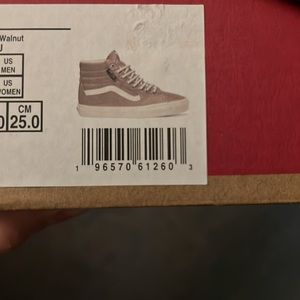 Walnut
US
MEN
US
WOMEN
CM
25.0
1 96570 61260 3